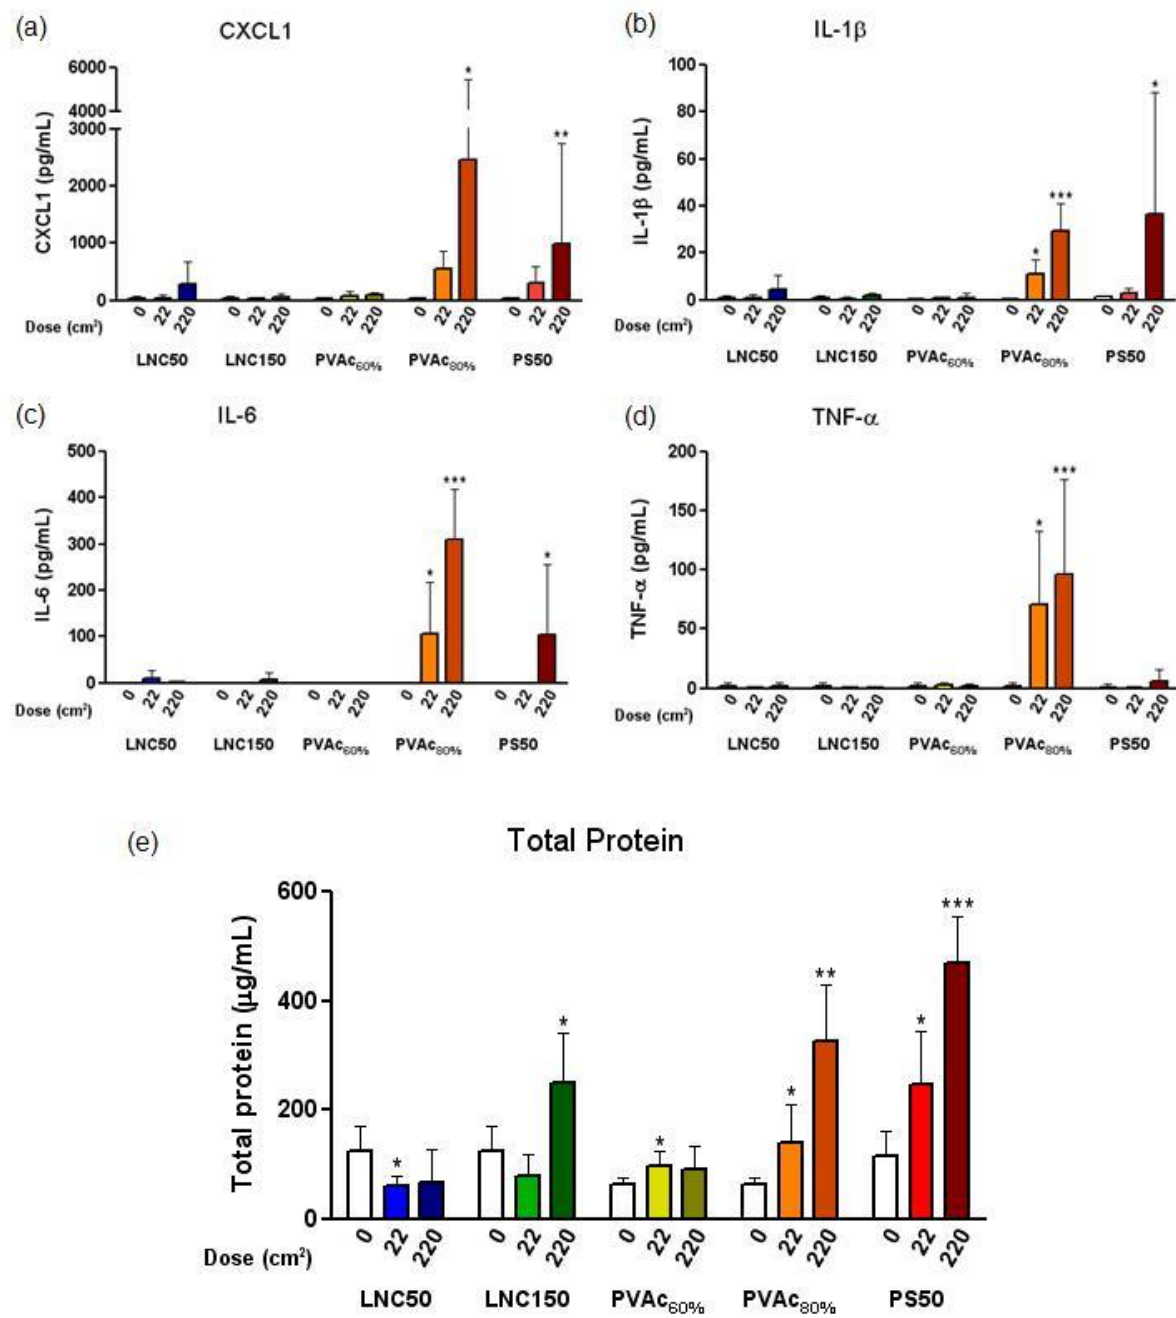 (a) CXCL1
CXCL1 (pg/mL)
6000
4000
3000
2000
1000
0
* **
0 22 220 0 22 220 0 22 220 0 22 220 0 22 220
Dose (cm²)
LNC50 LNC150 PVAc60% PVAc80% PS50
(b) IL-1β
IL-1β (pg/mL)
100
80
60
40
20
0
* *** *
0 22 220 0 22 220 0 22 220 0 22 220 0 22 220
Dose (cm²)
LNC50 LNC150 PVAc60% PVAc80% PS50
(c) IL-6
IL-6 (pg/mL)
500
400
300
200
100
0
* *** *
0 22 220 0 22 220 0 22 220 0 22 220 0 22 220
Dose (cm²)
LNC50 LNC150 PVAc60% PVAc80% PS50
(d) TNF-α
TNF-α (pg/mL)
200
150
100
50
0
* ***
0 22 220 0 22 220 0 22 220 0 22 220 0 22 220
Dose (cm²)
LNC50 LNC150 PVAc60% PVAc80% PS50
(e) Total Protein
Total protein (µg/mL)
600
400
200
0
* * * * ** * ***
0 22 220 0 22 220 0 22 220 0 22 220 0 22 220
Dose (cm²)
LNC50 LNC150 PVAc60% PVAc80% PS50